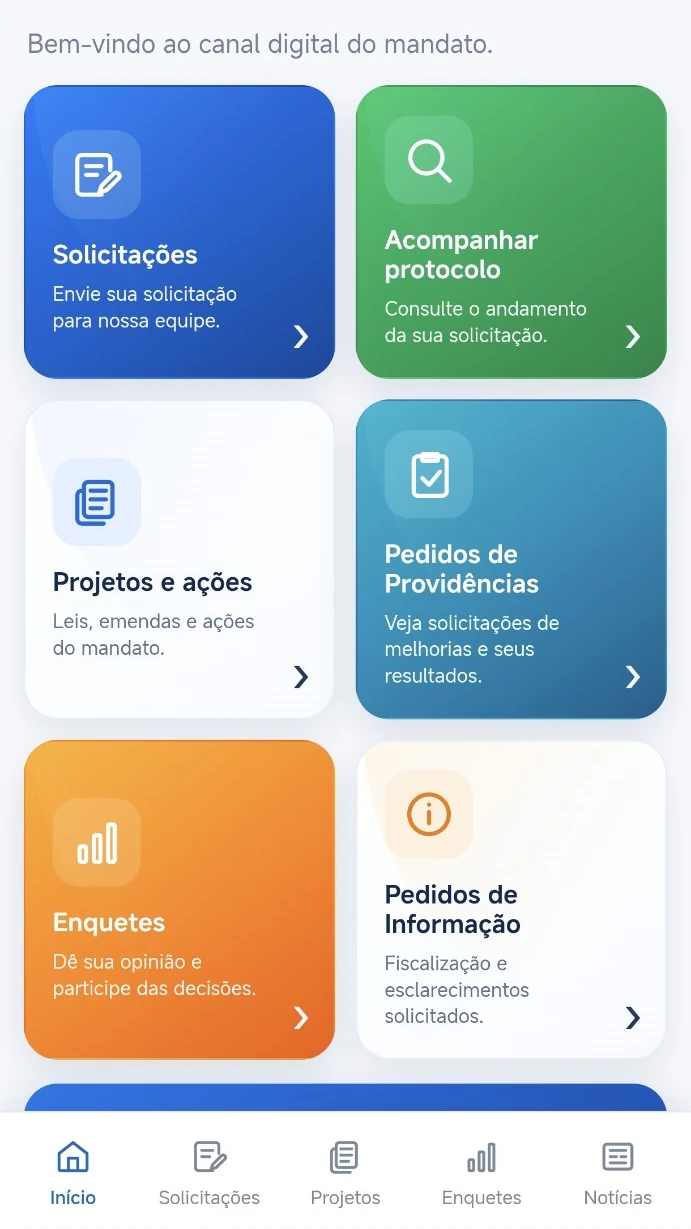 Bem-vindo ao canal digital do mandato.
Solicitações
Envie sua solicitação
para nossa equipe.
Acompanhar
protocolo
Consulte o andamento
da sua solicitação.
Projetos e ações
Leis, emendas e ações
do mandato.
Pedidos de
Providências
Veja solicitações de
melhorias e seus
resultados.
Enquetes
Dê sua opinião e
participe das decisões.
Pedidos de
Informação
Fiscalização e
esclarecimentos
solicitados.
Início
Solicitações
Projetos
Enquetes
Notícias